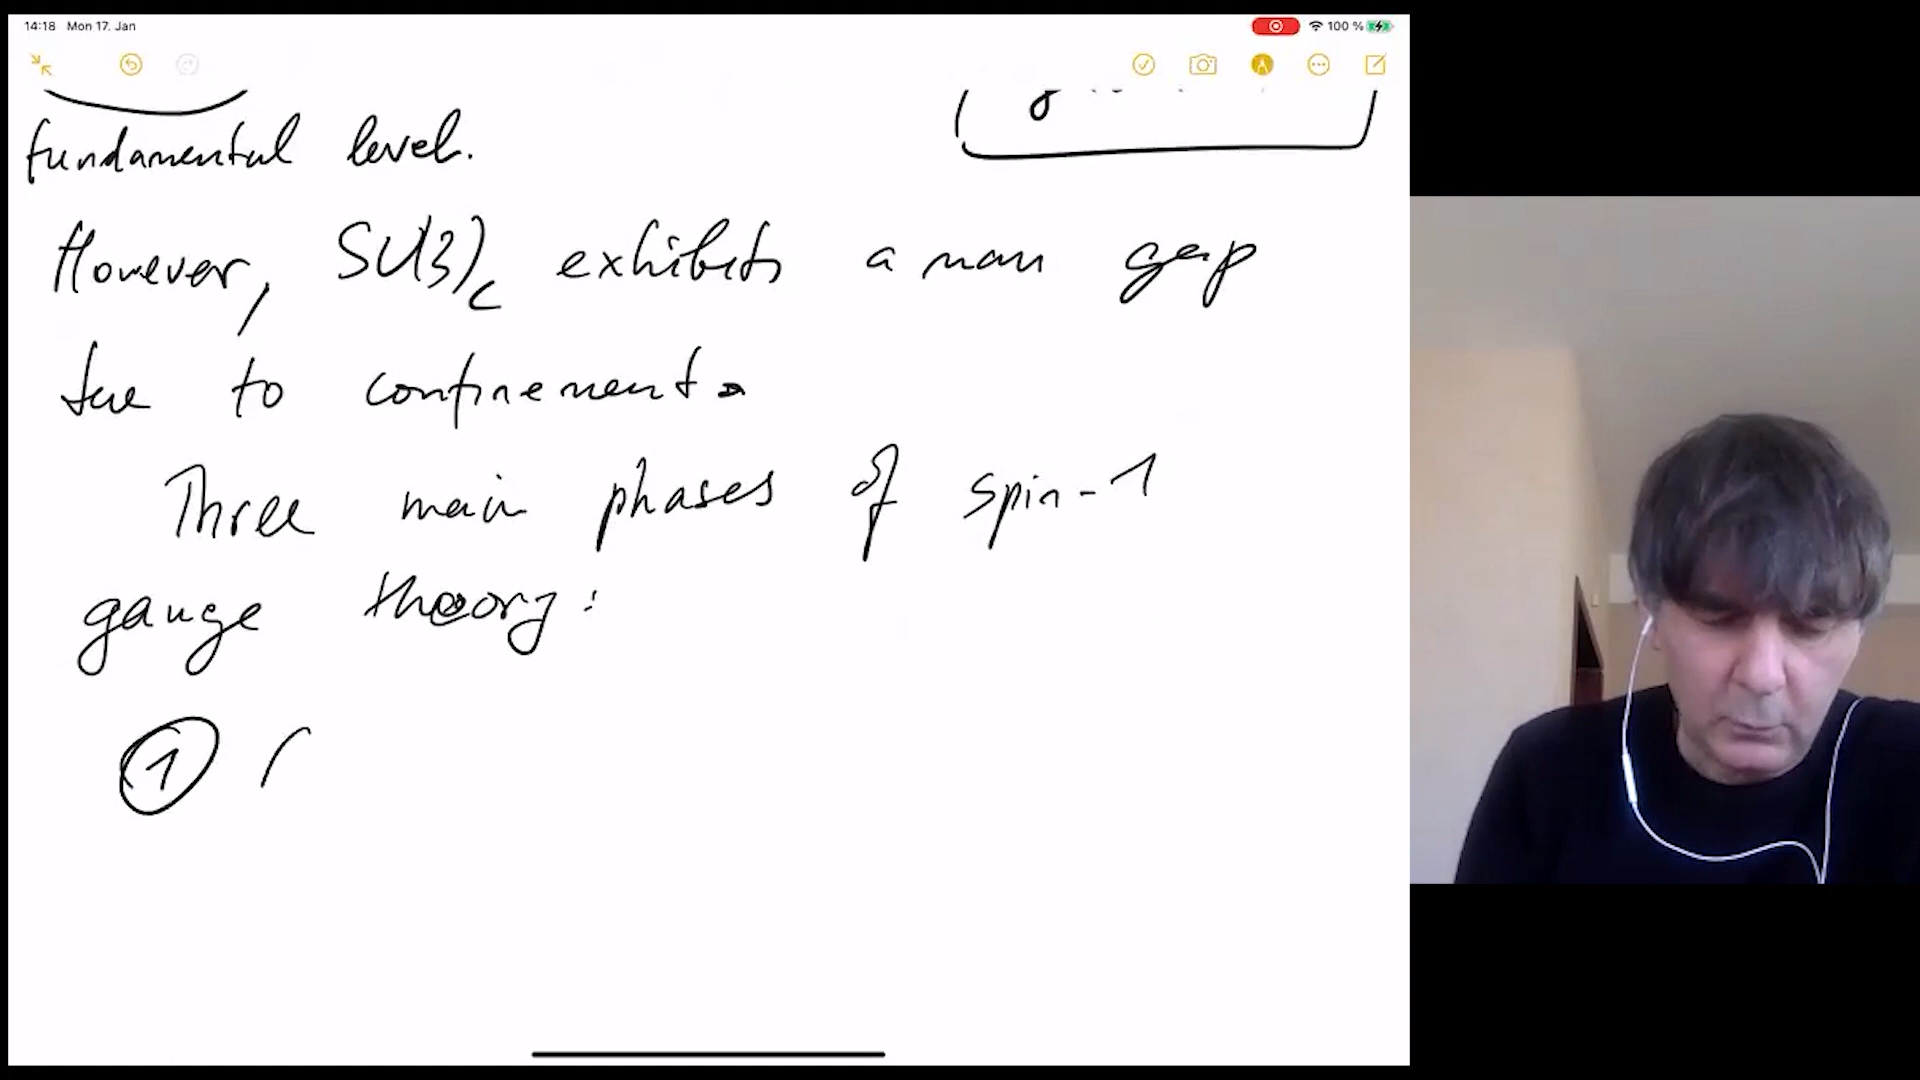 14:18 Mon 17. Jan 100 %
fundamental level.
However, SU(3)c exhibits a mass gap
due to confinement.
Three main phases of spin-1
gauge theory:
1